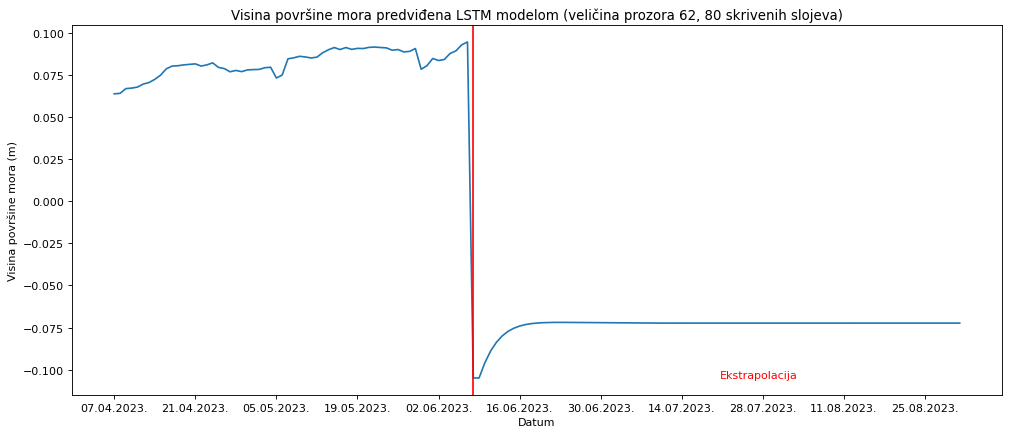 Visina površine mora predviđena LSTM modelom (veličina prozora 62, 80 skrivenih slojeva)
Visina površine mora (m)
0.100
0.075
0.050
0.025
0.000
−0.025
−0.050
−0.075
−0.100
Ekstrapolacija
07.04.2023. 21.04.2023. 05.05.2023. 19.05.2023. 02.06.2023. 16.06.2023. 30.06.2023. 14.07.2023. 28.07.2023. 11.08.2023. 25.08.2023.
Datum